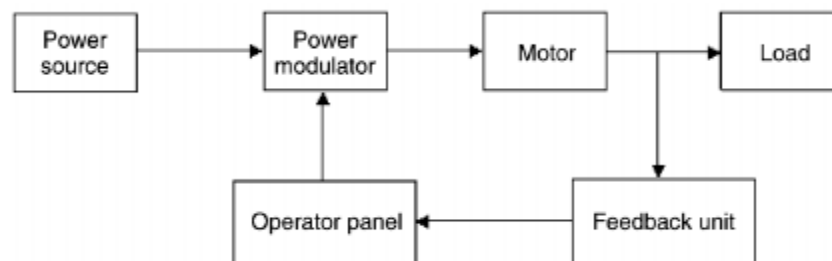 Power
source
Power
modulator
Motor
Load
Operator panel
Feedback unit